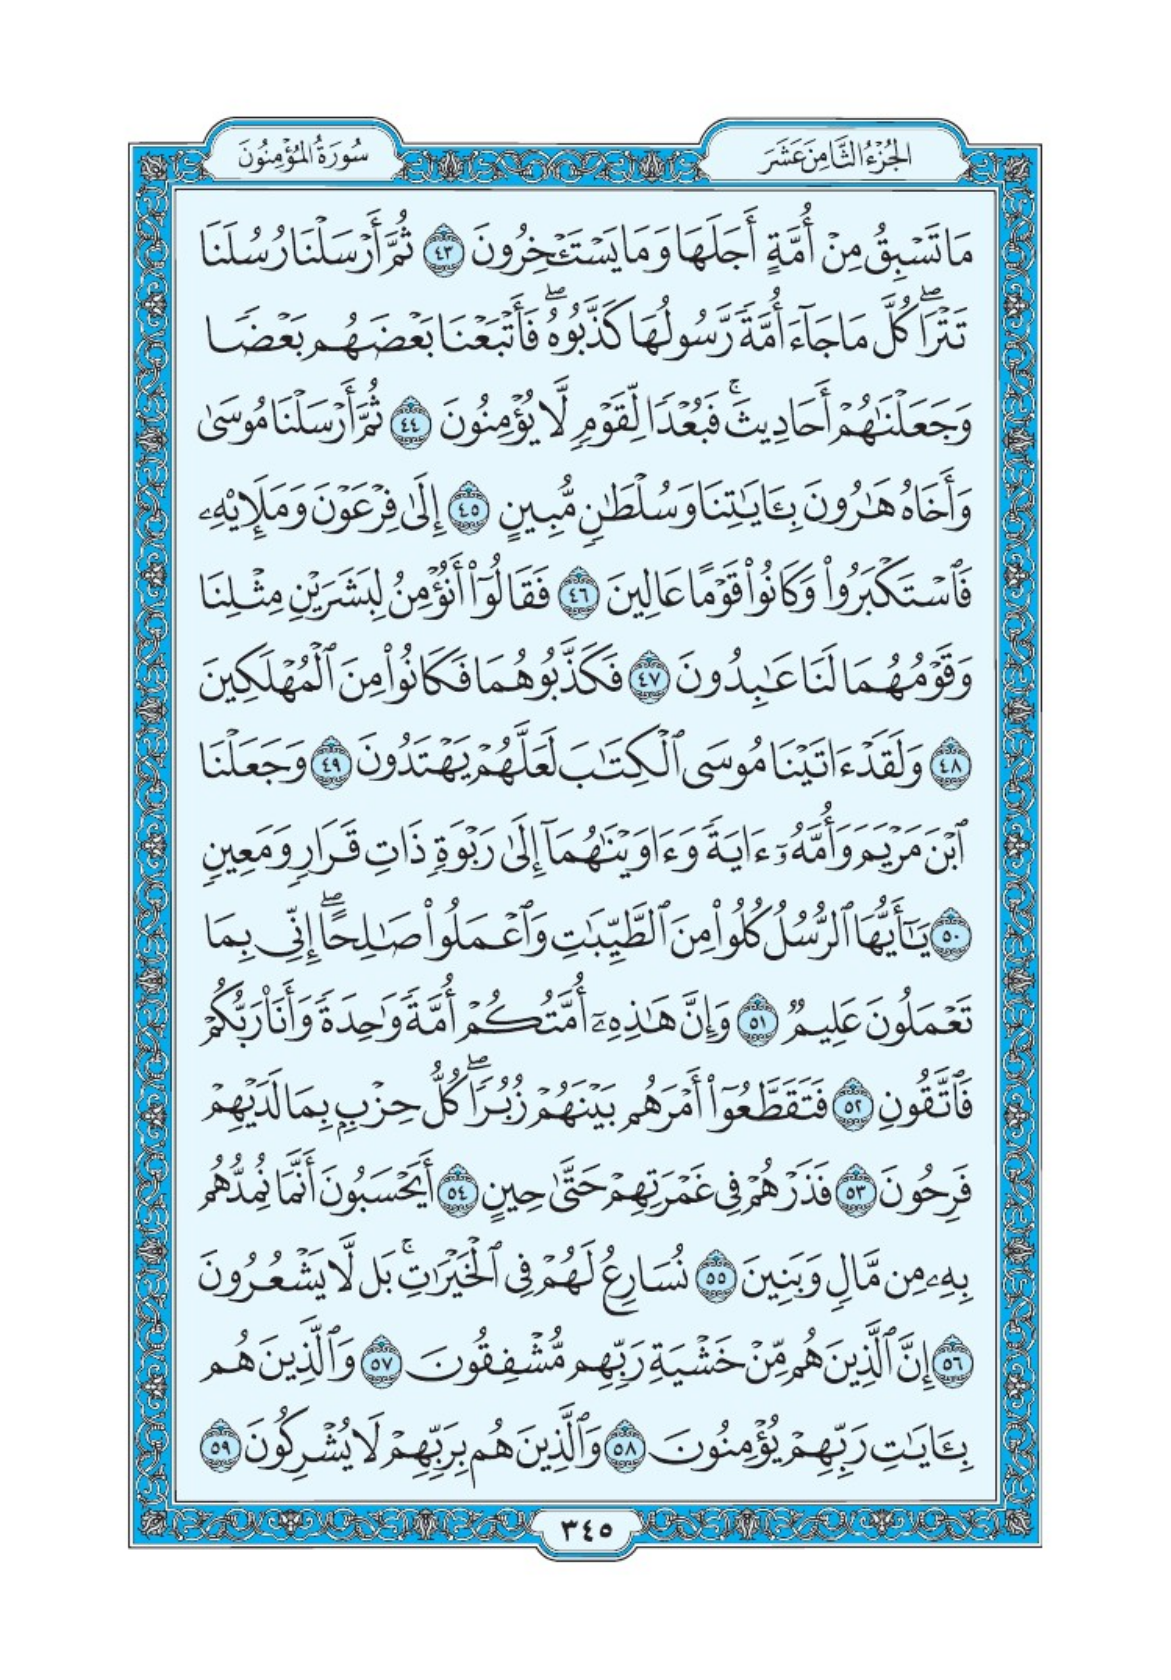 الجُزْءُ الثَّامِنَ عَشَرَ
سُورَةُ المُؤْمِنُونَ
مَا تَسْبِقُ مِنْ أُمَّةٍ أَجَلَهَا وَمَا يَسْتَـْٔخِرُونَ ٤٣ ثُمَّ أَرْسَلْنَا رُسُلَنَا
تَتْرَاۖ كُلَّ مَا جَآءَ أُمَّةً رَّسُولُهَا كَذَّبُوهُۖ فَأَتْبَعْنَا بَعْضَهُم بَعْضًا
وَجَعَلْنَٰهُمْ أَحَادِيثَۚ فَبُعْدًا لِّقَوْمٍ لَّا يُؤْمِنُونَ ٤٤ ثُمَّ أَرْسَلْنَا مُوسَىٰ
وَأَخَاهُ هَٰرُونَ بِـَٔايَٰتِنَا وَسُلْطَٰنٍ مُّبِينٍ ٤٥ إِلَىٰ فِرْعَوْنَ وَمَلَإِي۟هِۦ
فَٱسْتَكْبَرُوا۟ وَكَانُوا۟ قَوْمًا عَالِينَ ٤٦ فَقَالُوٓا۟ أَنُؤْمِنُ لِبَشَرَيْنِ مِثْلِنَا
وَقَوْمُهُمَا لَنَا عَٰبِدُونَ ٤٧ فَكَذَّبُوهُمَا فَكَانُوا۟ مِنَ ٱلْمُهْلَكِينَ
٤٨ وَلَقَدْ ءَاتَيْنَا مُوسَى ٱلْكِتَٰبَ لَعَلَّهُمْ يَهْتَدُونَ ٤٩ وَجَعَلْنَا
ٱبْنَ مَرْيَمَ وَأُمَّهُۥٓ ءَايَةً وَءَاوَيْنَٰهُمَآ إِلَىٰ رَبْوَةٍ ذَاتِ قَرَارٍ وَمَعِينٍ
٥٠ يَٰٓأَيُّهَا ٱلرُّسُلُ كُلُوا۟ مِنَ ٱلطَّيِّبَٰتِ وَٱعْمَلُوا۟ صَٰلِحًاۖ إِنِّى بِمَا
تَعْمَلُونَ عَلِيمٌ ٥١ وَإِنَّ هَٰذِهِۦٓ أُمَّتُكُمْ أُمَّةً وَٰحِدَةً وَأَنَا۠ رَبُّكُمْ
فَٱتَّقُونِ ٥٢ فَتَقَطَّعُوٓا۟ أَمْرَهُم بَيْنَهُمْ زُبُرًاۖ كُلُّ حِزْبٍۭ بِمَا لَدَيْهِمْ
فَرِحُونَ ٥٣ فَذَرْهُمْ فِى غَمْرَتِهِمْ حَتَّىٰ حِينٍ ٥٤ أَيَحْسَبُونَ أَنَّمَا نُمِدُّهُم
بِهِۦ مِن مَّالٍ وَبَنِينَ ٥٥ نُسَارِعُ لَهُمْ فِى ٱلْخَيْرَٰتِۚ بَل لَّا يَشْعُرُونَ
٥٦ إِنَّ ٱلَّذِينَ هُم مِّنْ خَشْيَةِ رَبِّهِم مُّشْفِقُونَ ٥٧ وَٱلَّذِينَ هُم
بِـَٔايَٰتِ رَبِّهِمْ يُؤْمِنُونَ ٥٨ وَٱلَّذِينَ هُم بِرَبِّهِمْ لَا يُشْرِكُونَ ٥٩
٣٤٥